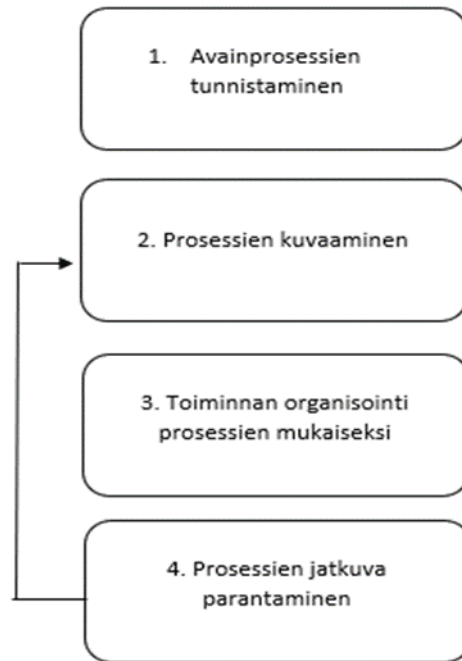 1. Avainprosessien
tunnistaminen
2. Prosessien kuvaaminen
3. Toiminnan organisointi
prosessien mukaiseksi
4. Prosessien jatkuva
parantaminen